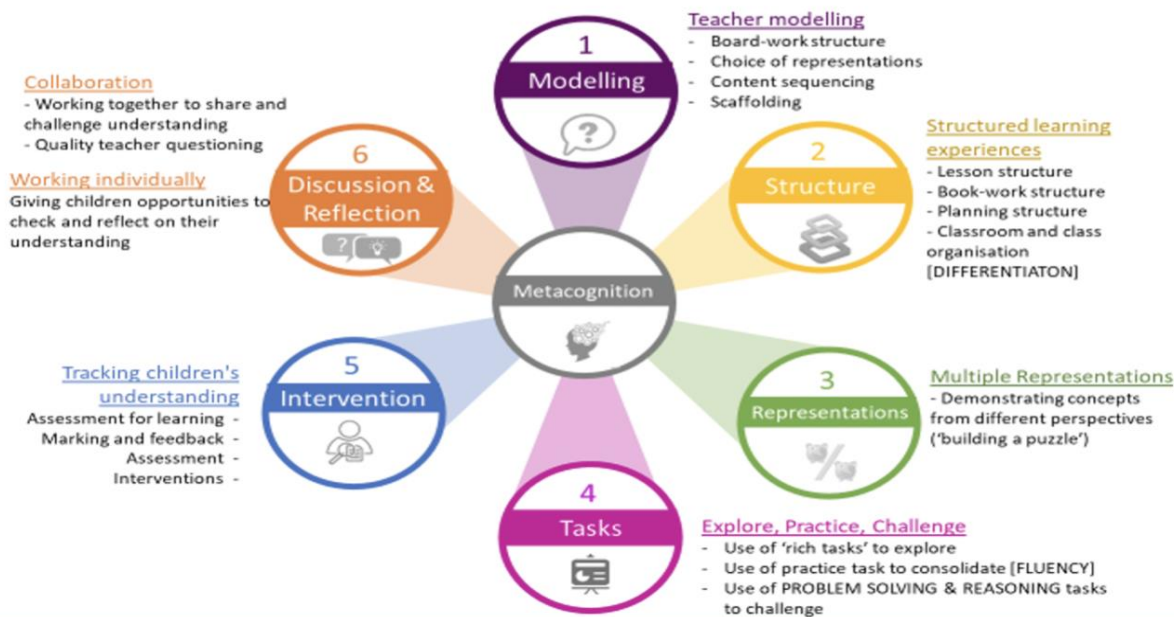 1
Modelling
Teacher modelling
- Board-work structure
- Choice of representations
- Content sequencing
- Scaffolding
2
Structure
Structured learning
experiences
- Lesson structure
- Book-work structure
- Planning structure
- Classroom and class
organisation
[DIFFERENTIATON]
3
Representations
Multiple Representations
- Demonstrating concepts
from different perspectives
(‘building a puzzle’)
4
Tasks
Explore, Practice, Challenge
- Use of ‘rich tasks’ to explore
- Use of practice task to consolidate [FLUENCY]
- Use of PROBLEM SOLVING & REASONING tasks
to challenge
5
Intervention
Tracking children's
understanding
Assessment for learning -
Marking and feedback -
Assessment -
Interventions -
6
Discussion &
Reflection
Collaboration
- Working together to share and
challenge understanding
- Quality teacher questioning
Working individually
Giving children opportunities to
check and reflect on their
understanding
Metacognition